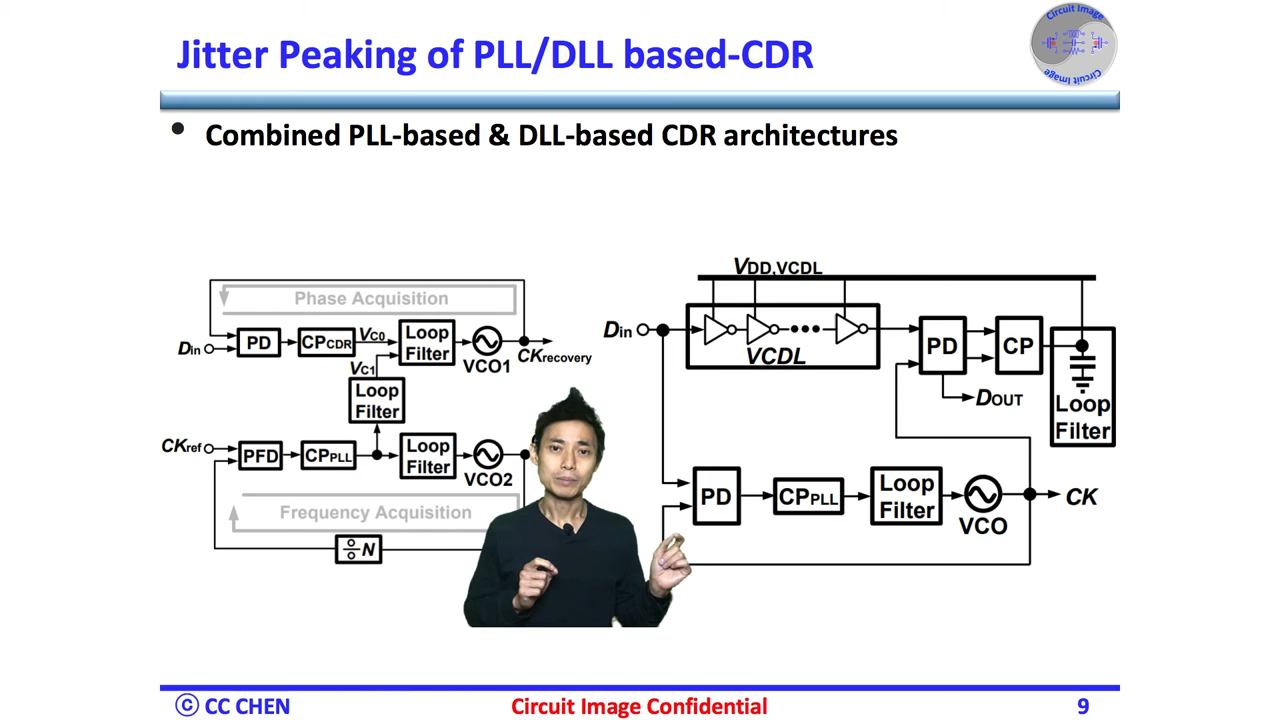 Jitter Peaking of PLL/DLL based-CDR
Circuit Image
Circuit Image
• Combined PLL-based & DLL-based CDR architectures
Phase Acquisition
Din
PD
CPCDR
VC0
Loop
Filter
VCO1
CKrecovery
VC1
Loop
Filter
CKref
PFD
CPPLL
Loop
Filter
VCO2
Frequency Acquisition
÷N
VDD,VCDL
Din
VCDL
PD
CP
DOUT
Loop
Filter
PD
CPPLL
Loop
Filter
VCO
CK
ⓒ CC CHEN
Circuit Image Confidential
9